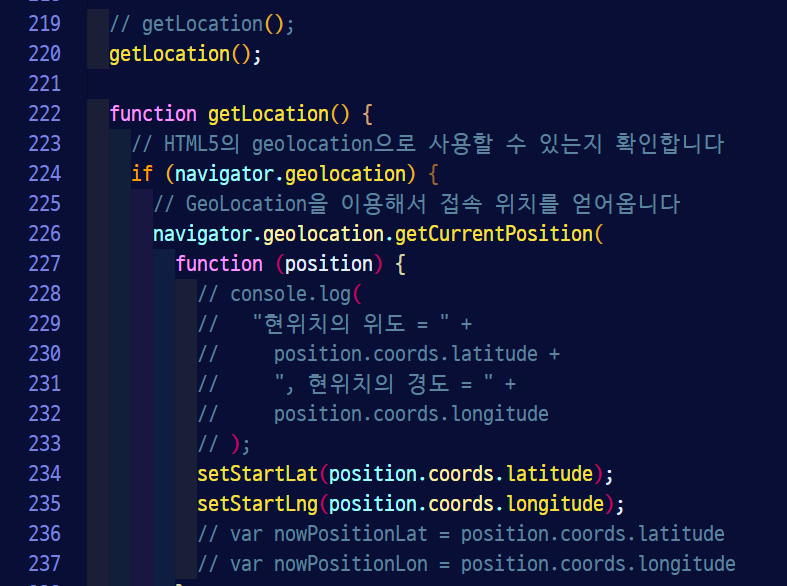 219 // getLocation();
220 getLocation();
221
222 function getLocation() {
223 // HTML5의 geolocation으로 사용할 수 있는지 확인합니다
224 if (navigator.geolocation) {
225 // GeoLocation을 이용해서 접속 위치를 얻어옵니다
226 navigator.geolocation.getCurrentPosition(
227 function (position) {
228 // console.log(
229 //   "현위치의 위도 = " +
230 //     position.coords.latitude +
231 //     ", 현위치의 경도 = " +
232 //     position.coords.longitude
233 // );
234 setStartLat(position.coords.latitude);
235 setStartLng(position.coords.longitude);
236 // var nowPositionLat = position.coords.latitude
237 // var nowPositionLon = position.coords.longitude